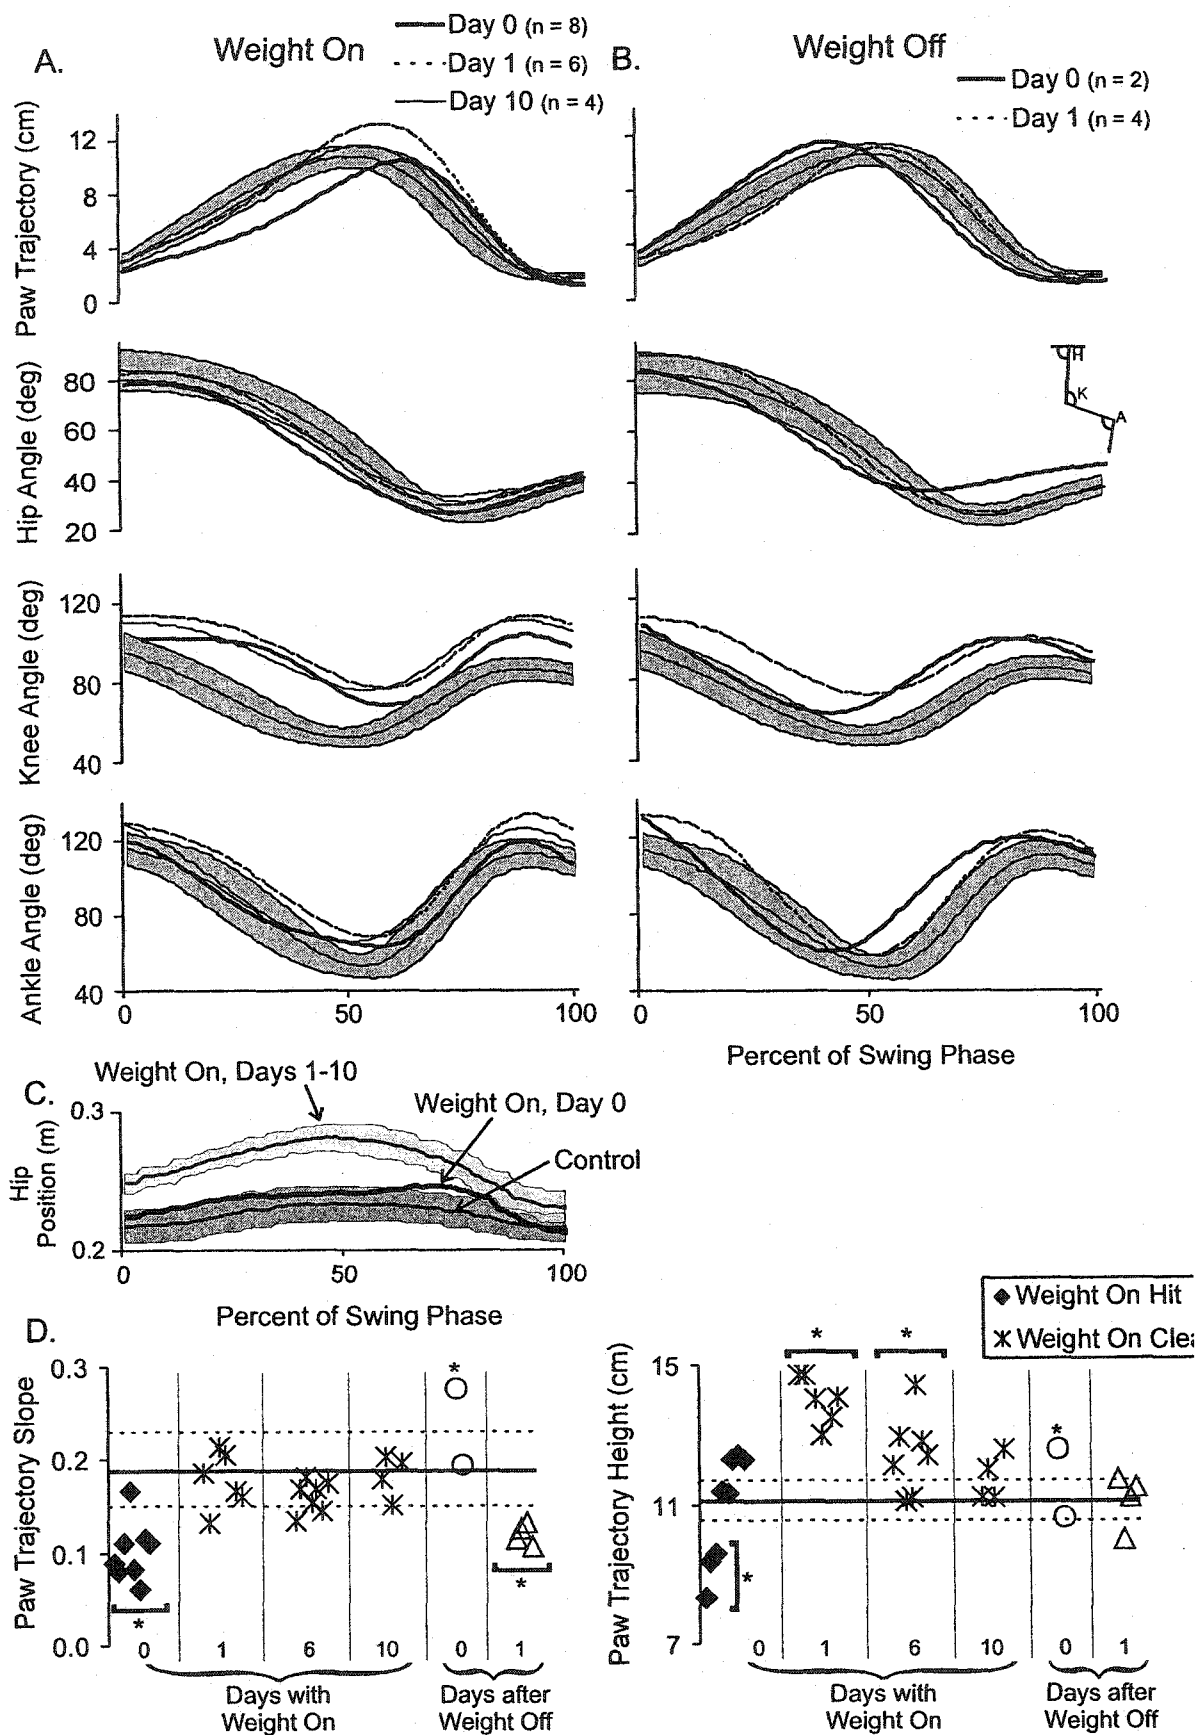 A.
Weight On
Day 0 (n = 8)
Day 1 (n = 6)
Day 10 (n = 4)
B.
Weight Off
Day 0 (n = 2)
Day 1 (n = 4)
Paw Trajectory (cm)
12
8
4
0
Hip Angle (deg)
80
60
40
20
H
K
A
Knee Angle (deg)
120
80
40
Ankle Angle (deg)
120
80
40
0
50
100
0
50
100
Percent of Swing Phase
C.
Weight On, Days 1-10
Weight On, Day 0
Control
Hip
Position (m)
0.3
0.2
0
50
100
Percent of Swing Phase
D.
Paw Trajectory Slope
0.3
0.2
0.1
0.0
*
*
*
0
1
6
10
0
1
Days with
Weight On
Days after
Weight Off
Weight On Hit
Weight On Clea
Paw Trajectory Height (cm)
15
11
7
*
*
*
*
0
1
6
10
0
1
Days with
Weight On
Days after
Weight Off